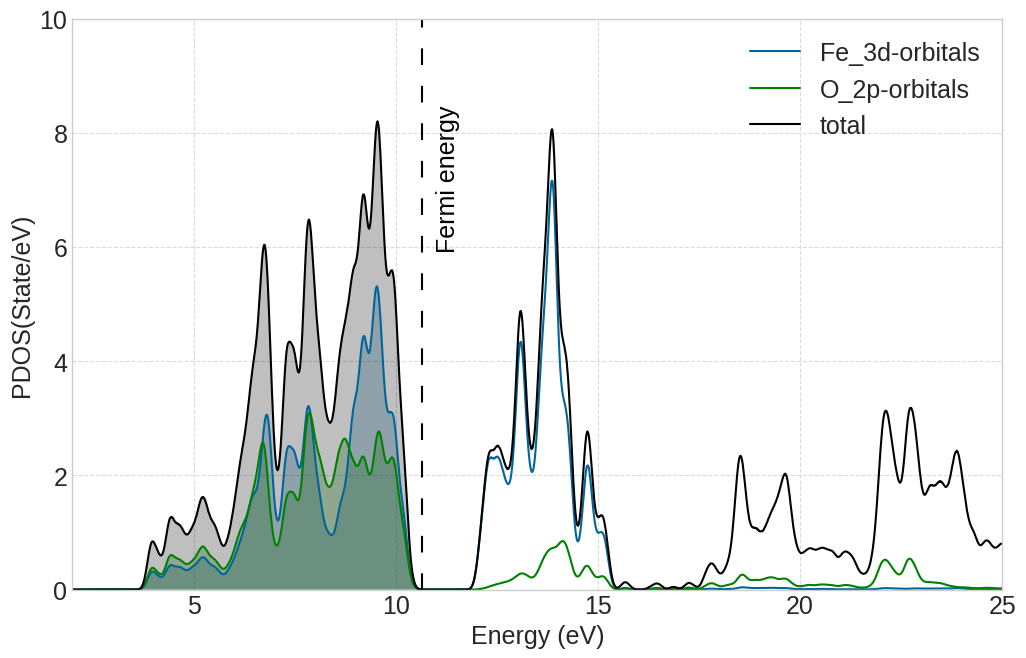 10
8
6
4
2
0
PDOS(State/eV)
Fe_3d-orbitals
O_2p-orbitals
total
Fermi energy
5
10
15
20
25
Energy (eV)